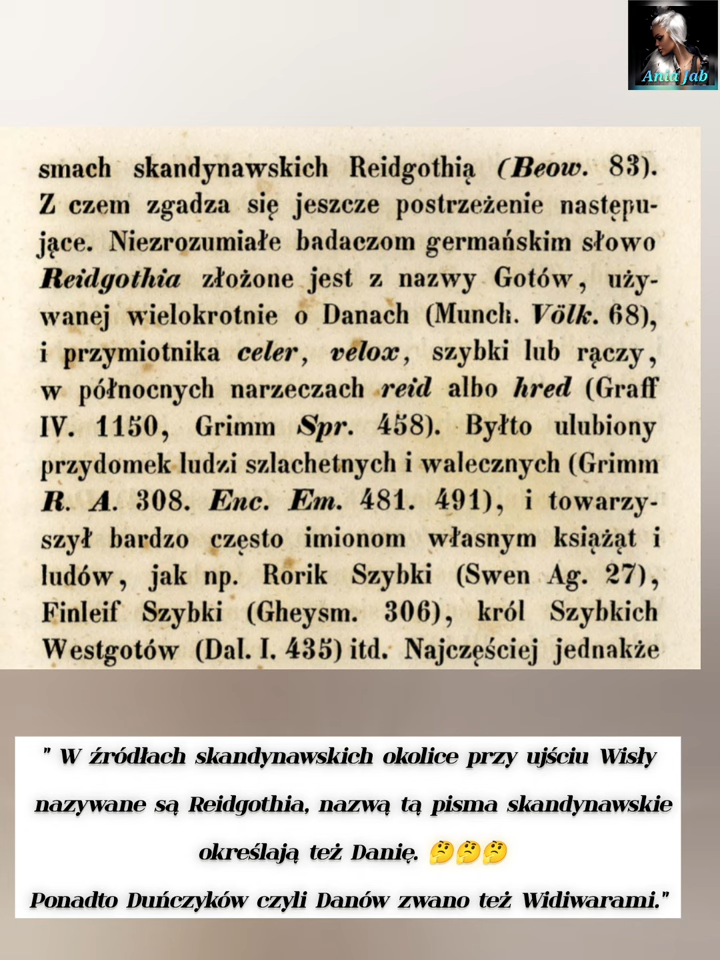 Ania Jab
smach skandynawskich Reidgothią (Beow. 83).
Z czem zgadza się jeszcze postrzeżenie następu-
jące. Niezrozumiałe badaczom germańskim słowo
Reidgothia złożone jest z nazwy Gotów, uży-
wanej wielokrotnie o Danach (Munch. Völk. 68),
i przymiotnika celer, velox, szybki lub rączy,
w północnych narzeczach reid albo hred (Graff
IV. 1150, Grimm Spr. 458). Byłto ulubiony
przydomek ludzi szlachetnych i walecznych (Grimm
R. A. 308. Enc. Em. 481. 491), i towarzy-
szył bardzo często imionom własnym książąt i
ludów, jak np. Rorik Szybki (Swen Ag. 27),
Finleif Szybki (Gheysm. 306), król Szybkich
Westgotów (Dal. I. 435) itd. Najczęściej jednakże
" W źródłach skandynawskich okolice przy ujściu Wisły
nazywane są Reidgothia, nazwą tą pisma skandynawskie
określają też Danię. 🤔🤔🤔
Ponadto Duńczyków czyli Danów zwano też Widiwarami."